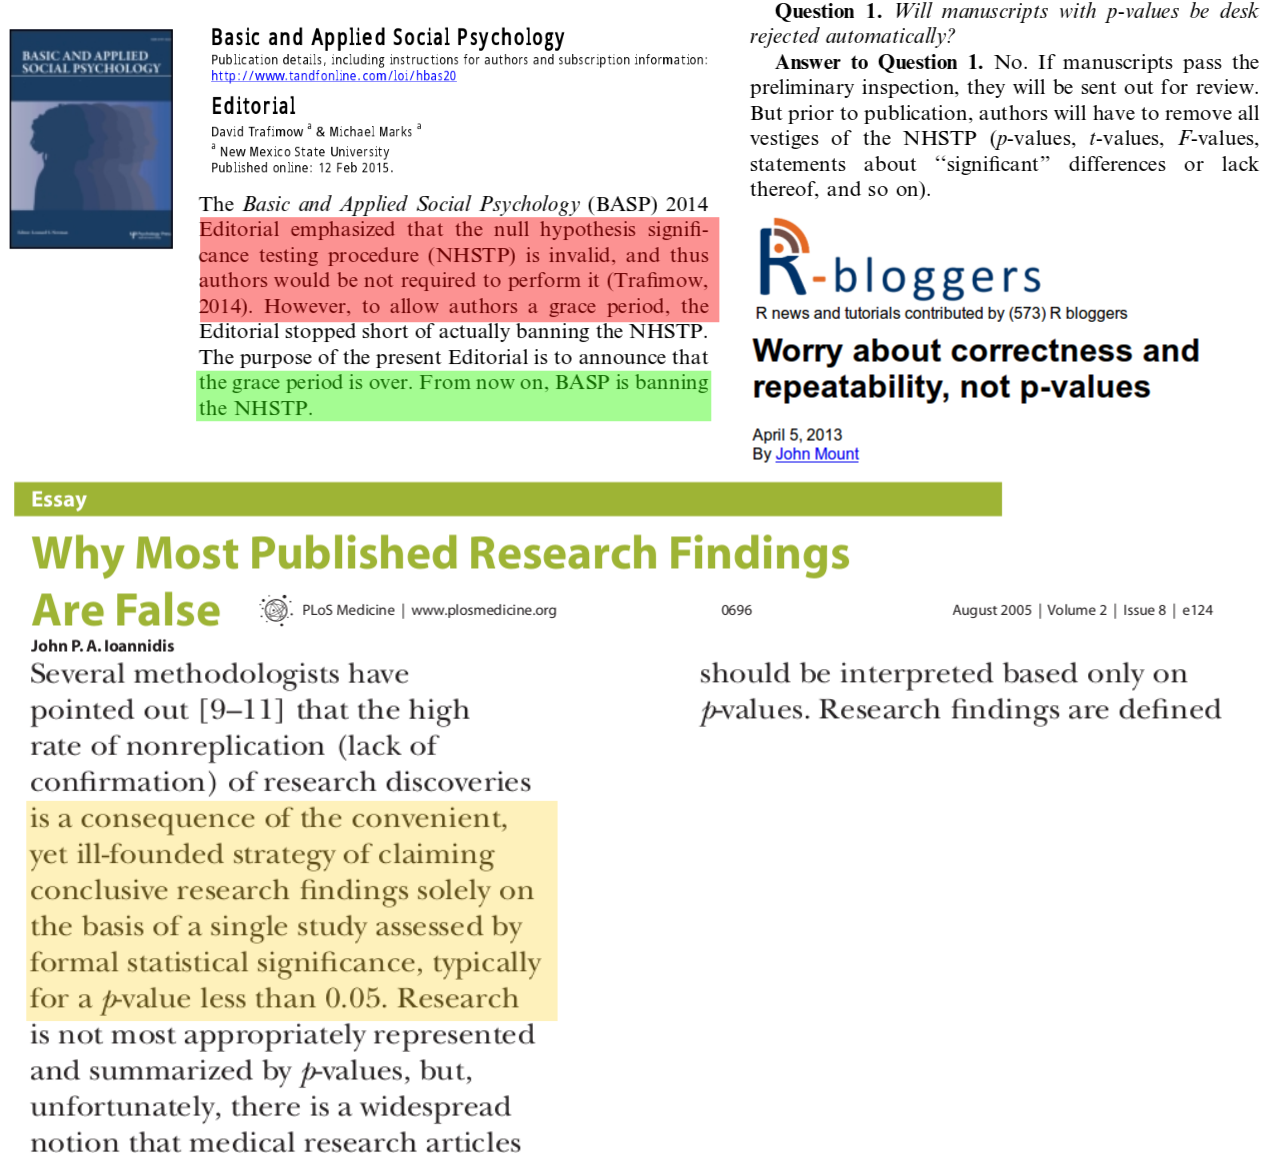 BASIC AND APPLIED
SOCIAL PSYCHOLOGY
Basic and Applied Social Psychology
Publication details, including instructions for authors and subscription information:
http://www.tandfonline.com/loi/hbas20
Editorial
David Trafimow a & Michael Marks a
a New Mexico State University
Published online: 12 Feb 2015.
The Basic and Applied Social Psychology (BASP) 2014
Editorial emphasized that the null hypothesis signifi-
cance testing procedure (NHSTP) is invalid, and thus
authors would be not required to perform it (Trafimow,
2014). However, to allow authors a grace period, the
Editorial stopped short of actually banning the NHSTP.
The purpose of the present Editorial is to announce that
the grace period is over. From now on, BASP is banning
the NHSTP.
Question 1. Will manuscripts with p-values be desk
rejected automatically?
Answer to Question 1. No. If manuscripts pass the
preliminary inspection, they will be sent out for review.
But prior to publication, authors will have to remove all
vestiges of the NHSTP (p-values, t-values, F-values,
statements about ‘‘significant’’ differences or lack
thereof, and so on).
R-bloggers
R news and tutorials contributed by (573) R bloggers
Worry about correctness and
repeatability, not p-values
April 5, 2013
By John Mount
Essay
Why Most Published Research Findings
Are False
PLoS Medicine | www.plosmedicine.org
0696
August 2005 | Volume 2 | Issue 8 | e124
John P. A. Ioannidis
Several methodologists have
pointed out [9–11] that the high
rate of nonreplication (lack of
confirmation) of research discoveries
is a consequence of the convenient,
yet ill-founded strategy of claiming
conclusive research findings solely on
the basis of a single study assessed by
formal statistical significance, typically
for a p-value less than 0.05. Research
is not most appropriately represented
and summarized by p-values, but,
unfortunately, there is a widespread
notion that medical research articles
should be interpreted based only on
p-values. Research findings are defined